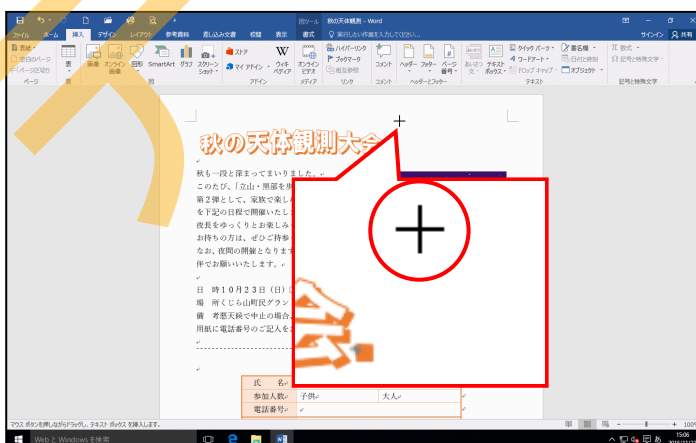 図ツール
秋の天体観測 - Word
ファイル ホーム 挿入 デザイン レイアウト 参考資料 差し込み文書 校閲 表示 書式 実行したい作業を入力してください... サインイン 共有
表紙
空白のページ
ページ区切り
表
画像
オンライン画像
図形
SmartArt
グラフ
スクリーンショット
ストア
マイ アドイン
ウィキペディア
オンラインビデオ
ハイパーリンク
ブックマーク
相互参照
コメント
ヘッダー
フッター
ページ番号
あいさつ文
テキストボックス
クイック パーツ
ワードアート
ドロップ キャップ
署名欄
日付と時刻
オブジェクト
数式
記号と特殊文字
ページ 表 図 アドイン メディア リンク コメント ヘッダーとフッター テキスト 記号と特殊文字
秋の天体観測大会
秋も一段と深まってまいりました。
このたび、「立山・黒部を歩
第2弾として、家族で楽し
を下記の日程で開催いたし
夜長をゆっくりとお楽しみ
お持ちの方は、ぜひご持参
なお、夜間の開催となります
伴でお願いいたします。
日 時１０月２３日（日）
場 所くじら山町民グラン
備 考悪天候で中止の場合、
用紙に電話番号のご記入をお
氏 名
参加人数 子供 大人
電話番号
マウス ボタンを押しながらドラッグし、テキスト ボックス を挿入します。
Web と Windows を検索
あ
15:06